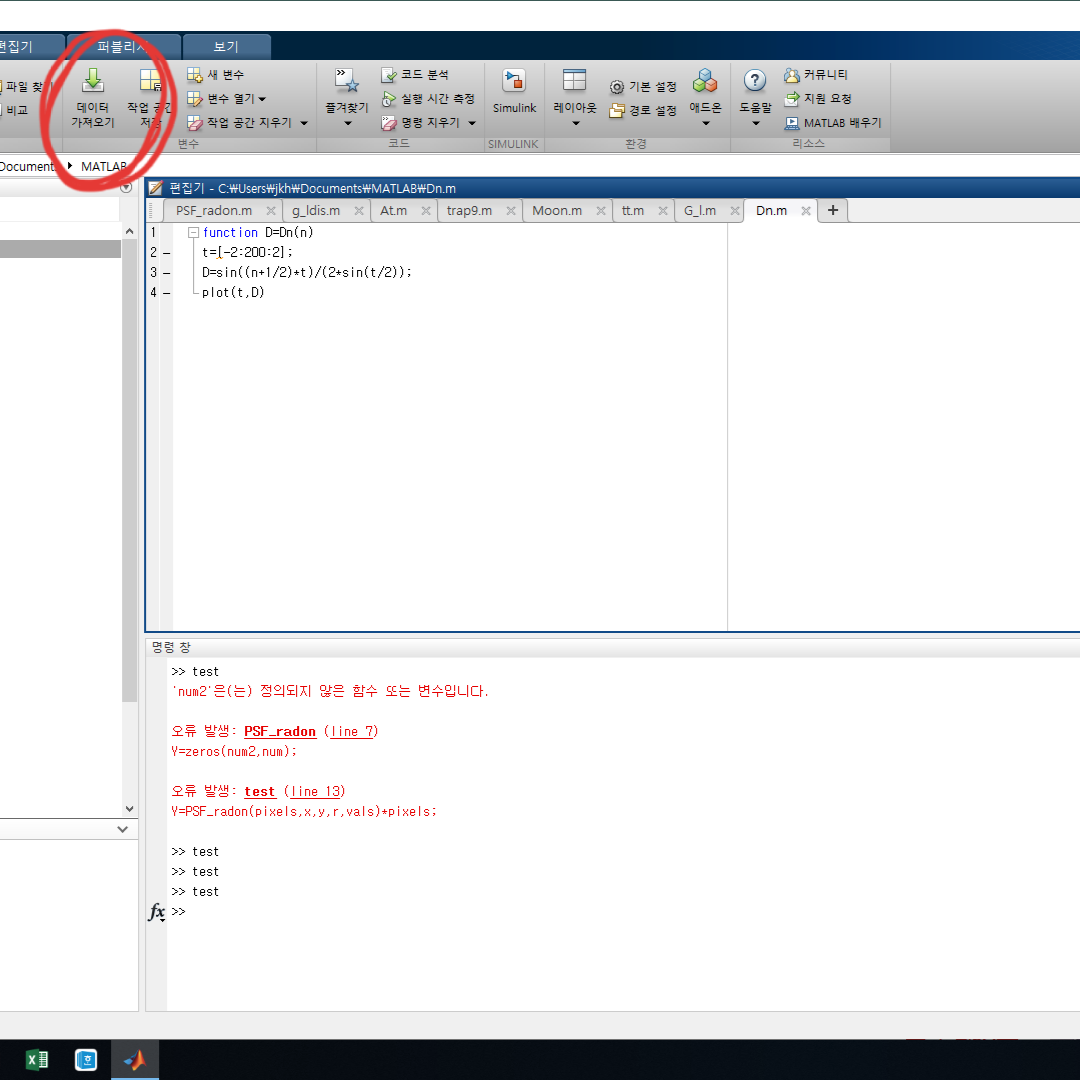 편집기 퍼블리시 보기
파일 찾기
비교
데이터
가져오기
작업 공간
저장
새 변수
변수 열기
작업 공간 지우기
변수
즐겨찾기
코드 분석
실행 시간 측정
명령 지우기
코드
Simulink
SIMULINK
레이아웃
기본 설정
경로 설정
애드온
환경
도움말
커뮤니티
지원 요청
MATLAB 배우기
리소스
Document MATLAB
편집기 - C:₩Users₩jkh₩Documents₩MATLAB₩Dn.m
PSF_radon.m g_ldis.m At.m trap9.m Moon.m tt.m G_l.m Dn.m +
1 function D=Dn(n)
2 – t=[-2:200:2];
3 – D=sin((n+1/2)*t)/(2*sin(t/2));
4 – plot(t,D)
명령 창
>> test
'num2'은(는) 정의되지 않은 함수 또는 변수입니다.
오류 발생: PSF_radon (line 7)
Y=zeros(num2,num);
오류 발생: test (line 13)
Y=PSF_radon(pixels,x,y,r,vals)*pixels;
>> test
>> test
>> test
fx >>